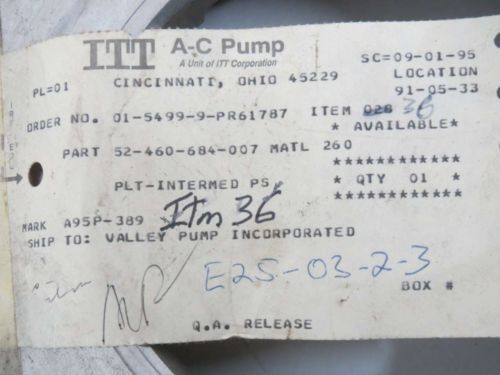 ITT A-C Pump
A Unit of ITT Corporation
SC=09-01-95
PL=01 CINCINNATI, OHIO 45229 LOCATION
91-05-33
ORDER NO. 01-5499-9-PR61787 ITEM 028 36
* AVAILABLE*
PART 52-460-684-007 MATL 260
************
PLT-INTERMED PS * QTY 01 *
************
MARK A95P-389 Itm 36
SHIP TO: VALLEY PUMP INCORPORATED
E25-03-2-3
BOX #
Q.A. RELEASE